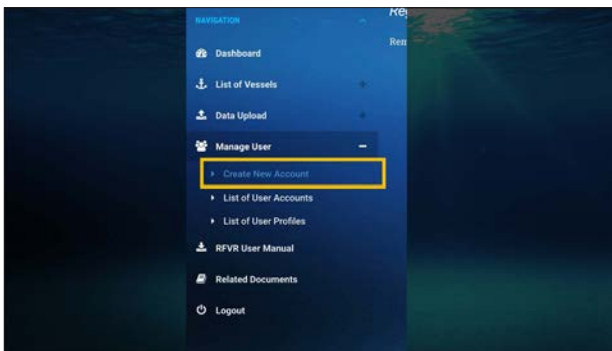 NAVIGATION
Dashboard
List of Vessels
Data Upload
Manage User
Create New Account
List of User Accounts
List of User Profiles
RFVR User Manual
Related Documents
Logout